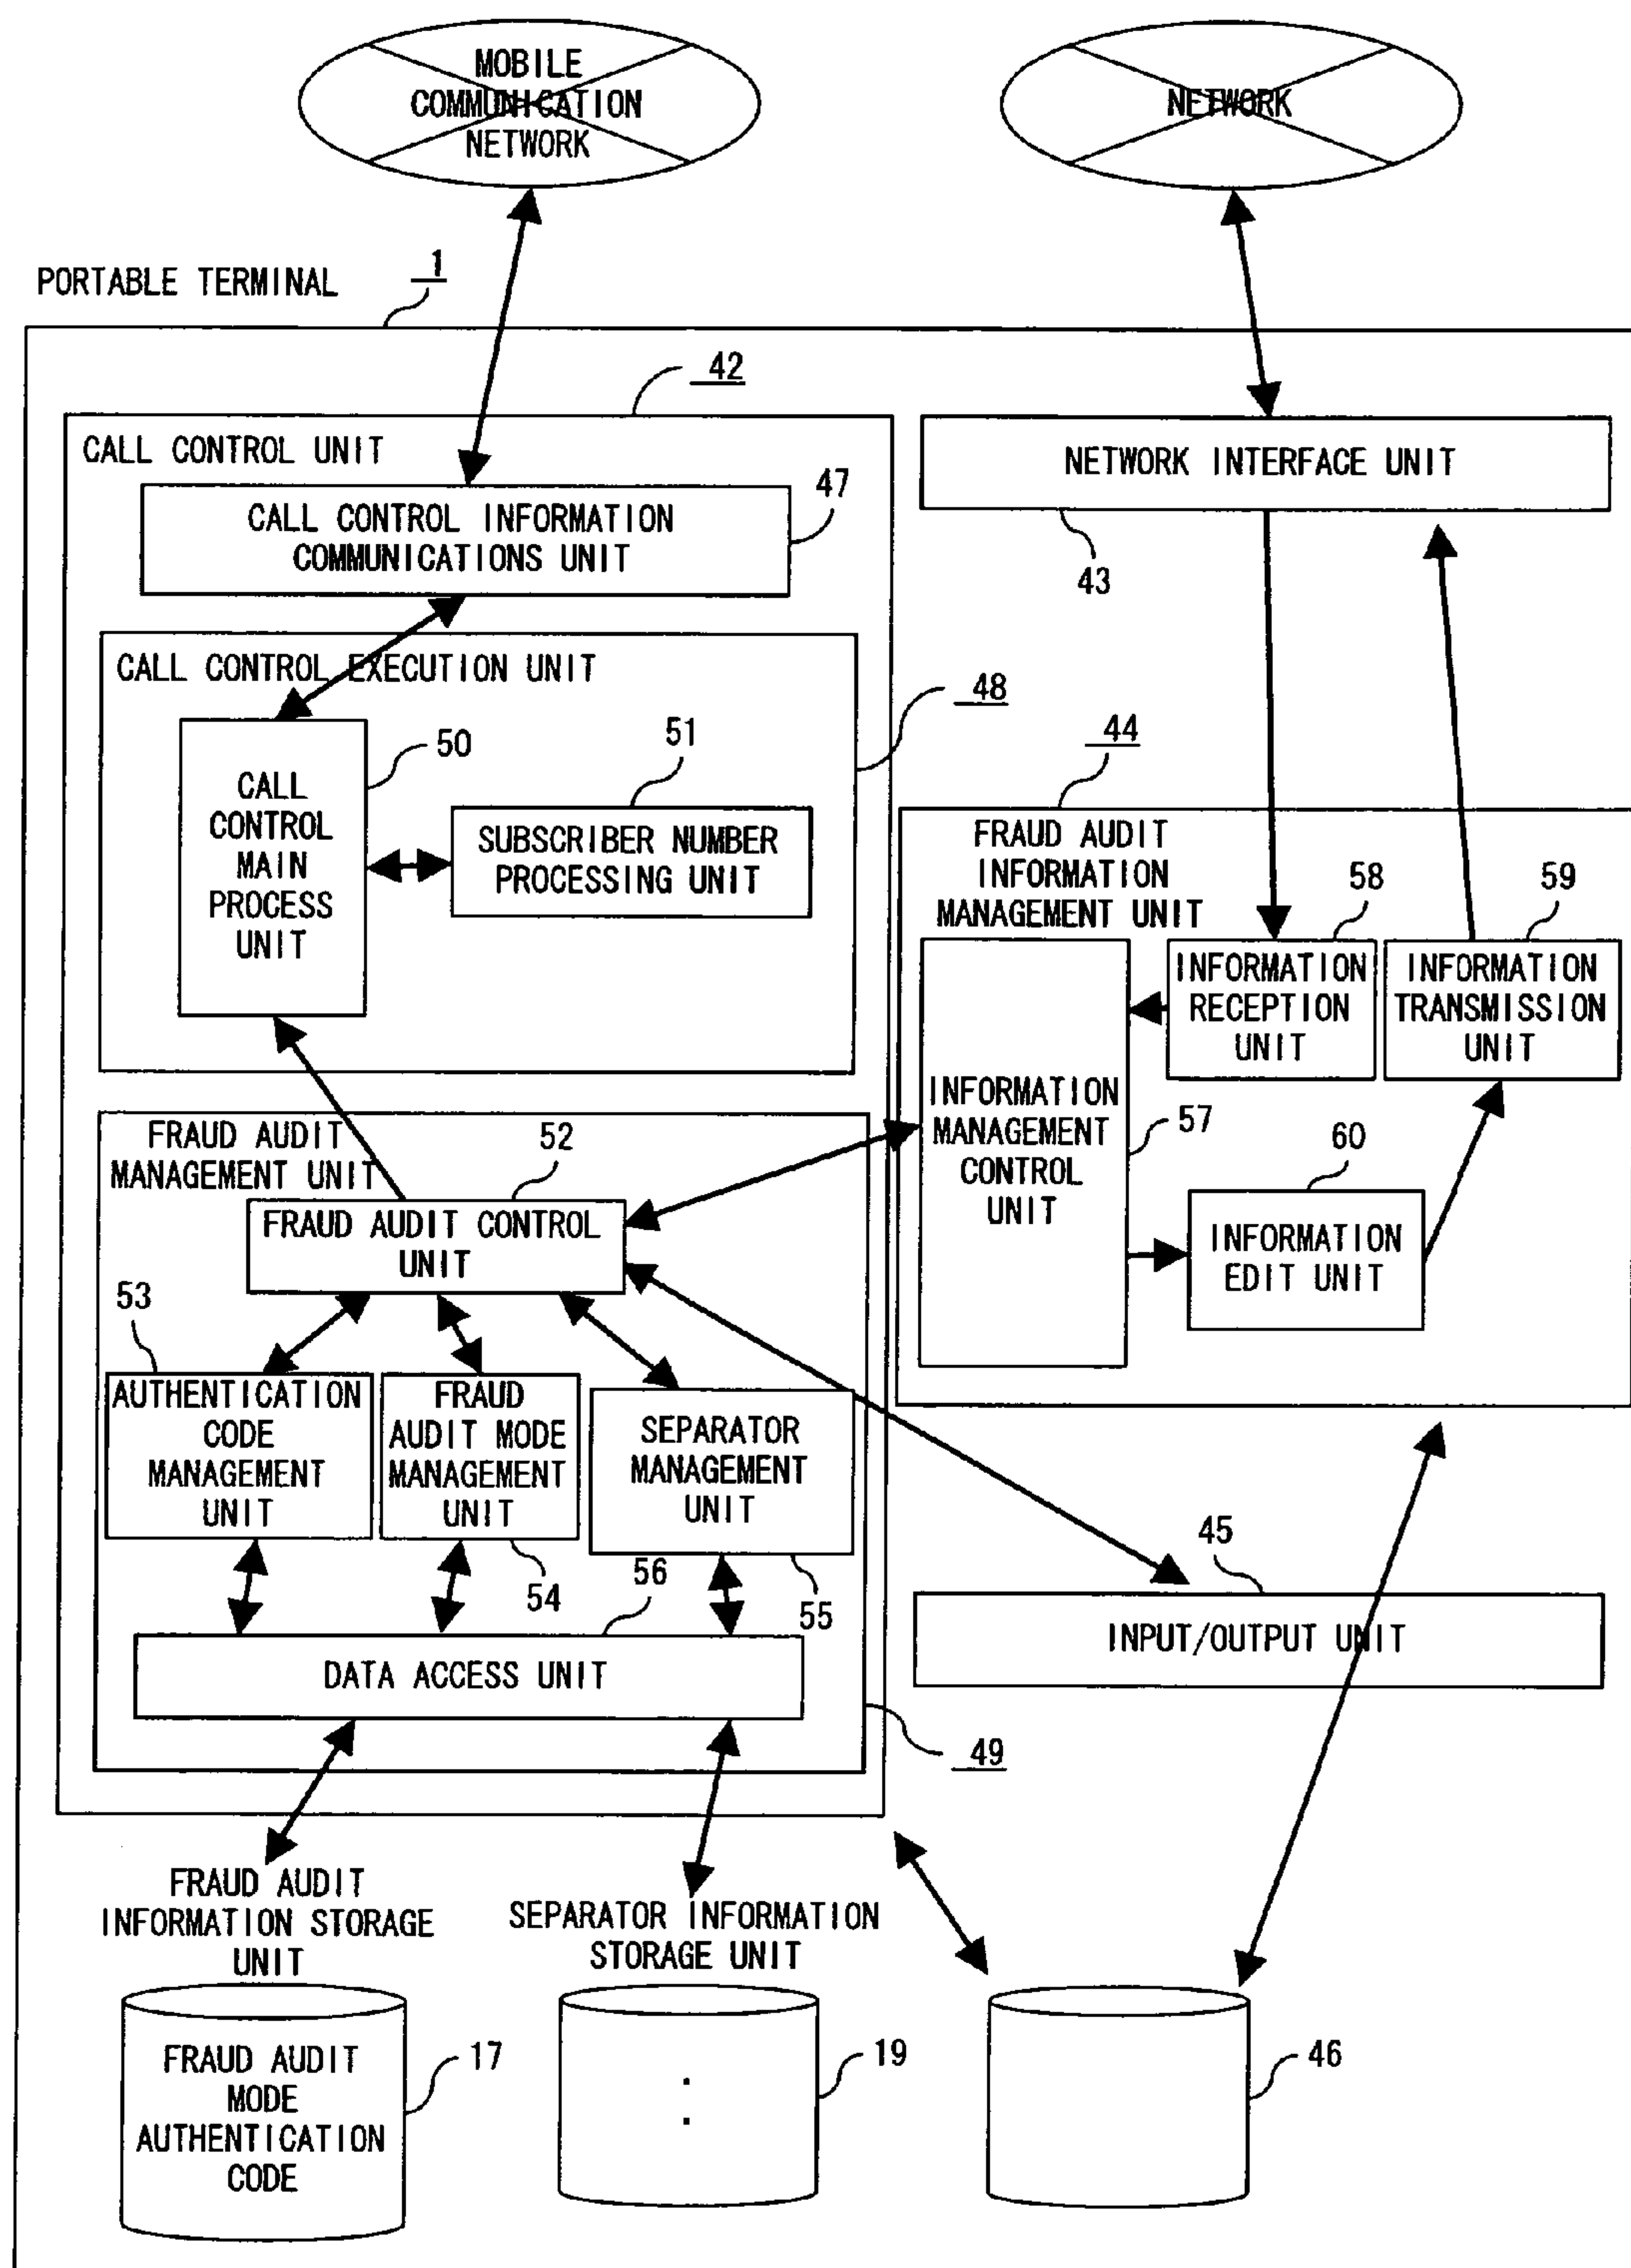 MOBILE
COMMUNICATION
NETWORK
NETWORK
PORTABLE TERMINAL
1
42
CALL CONTROL UNIT
47
CALL CONTROL INFORMATION
COMMUNICATIONS UNIT
NETWORK INTERFACE UNIT
43
CALL CONTROL EXECUTION UNIT
48
50
CALL
CONTROL
MAIN
PROCESS
UNIT
51
SUBSCRIBER NUMBER
PROCESSING UNIT
44
FRAUD AUDIT
INFORMATION
MANAGEMENT UNIT
58
59
INFORMATION
RECEPTION
UNIT
INFORMATION
TRANSMISSION
UNIT
INFORMATION
MANAGEMENT
CONTROL
UNIT
57
60
INFORMATION
EDIT UNIT
FRAUD AUDIT
MANAGEMENT UNIT
52
FRAUD AUDIT CONTROL
UNIT
53
AUTHENTICATION
CODE
MANAGEMENT
UNIT
FRAUD
AUDIT MODE
MANAGEMENT
UNIT
54
SEPARATOR
MANAGEMENT
UNIT
55
56
DATA ACCESS UNIT
45
INPUT/OUTPUT UNIT
49
FRAUD AUDIT
INFORMATION STORAGE
UNIT
SEPARATOR INFORMATION
STORAGE UNIT
FRAUD AUDIT
MODE
AUTHENTICATION
CODE
17
19
46